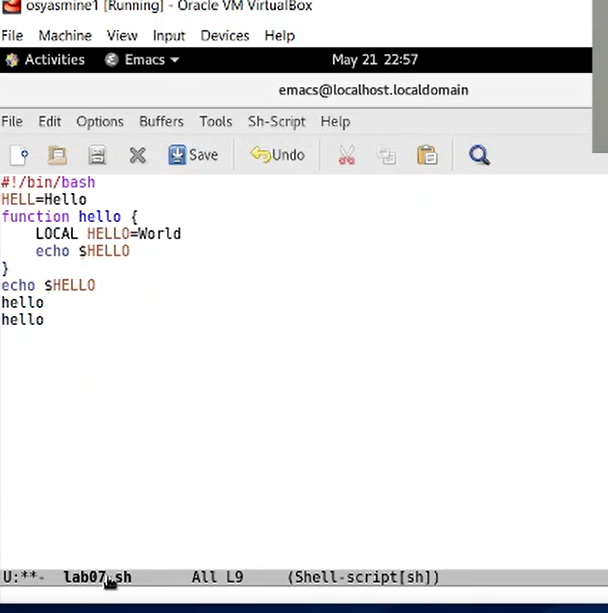 osyasmine1 [Running] - Oracle VM VirtualBox
File Machine View Input Devices Help
Activities Emacs May 21 22:57
emacs@localhost.localdomain
File Edit Options Buffers Tools Sh-Script Help
Save Undo
#!/bin/bash
HELL=Hello
function hello {
    LOCAL HELLO=World
    echo $HELLO
}
echo $HELLO
hello
hello
U:**- lab07.sh All L9 (Shell-script[sh])